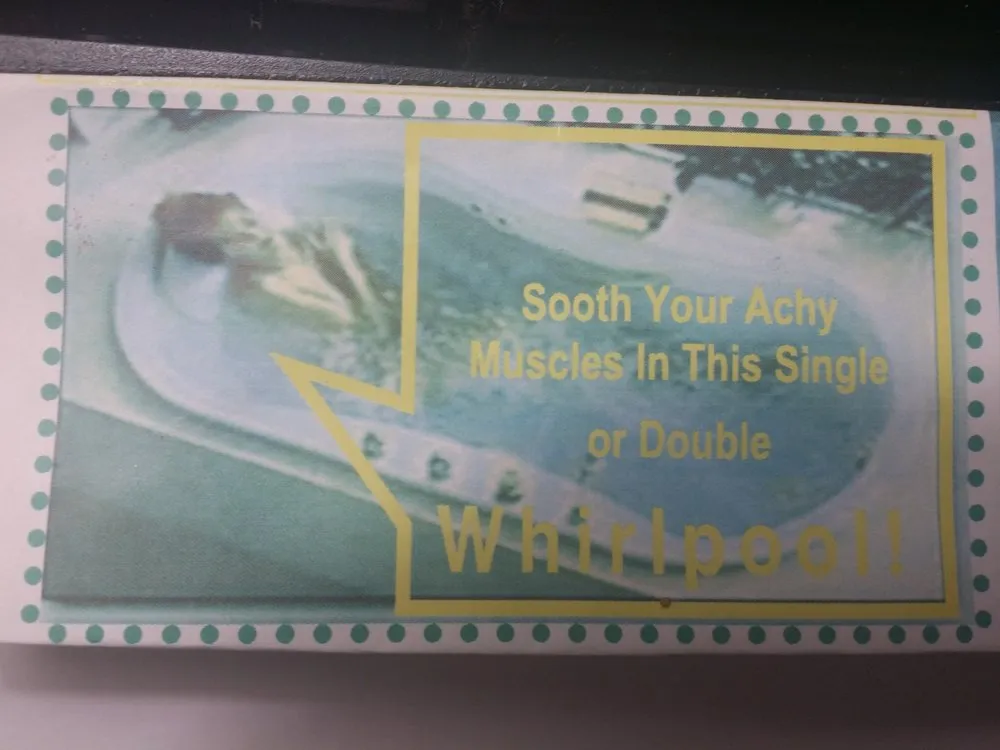 Sooth Your Achy
Muscles In This Single
or Double
Whirlpool!